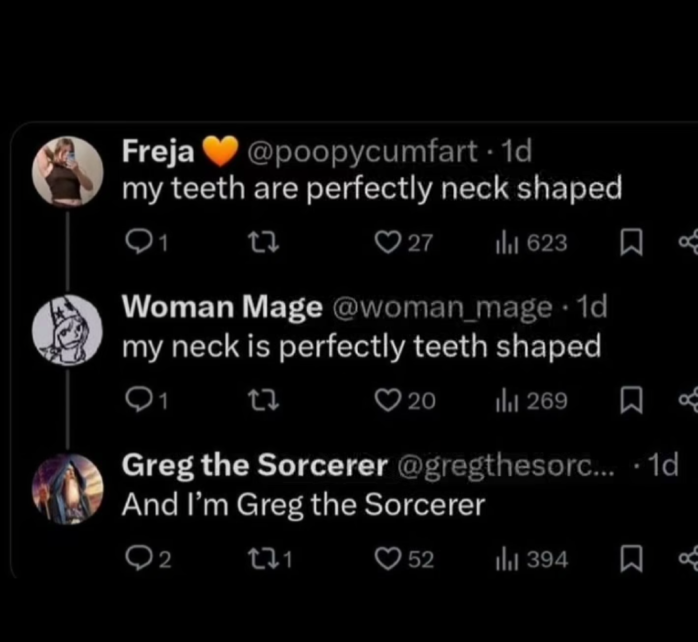 Freja 🧡 @poopycumfart · 1d
my teeth are perfectly neck shaped
1 27 623
Woman Mage @woman_mage · 1d
my neck is perfectly teeth shaped
1 20 269
Greg the Sorcerer @gregthesorc... · 1d
And I'm Greg the Sorcerer
2 1 52 394